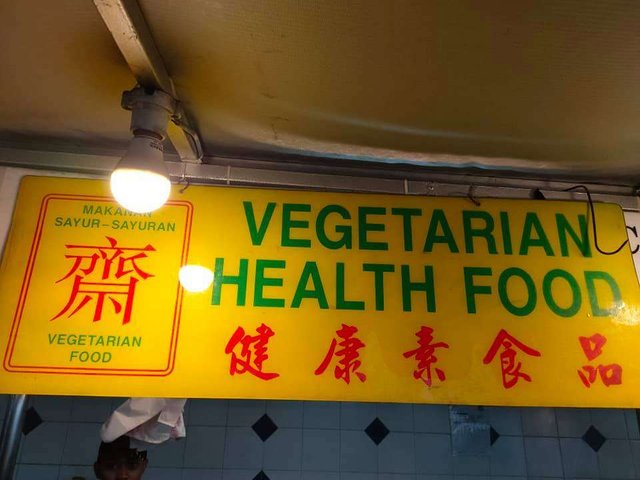 MAKANAN
SAYUR-SAYURAN
齋
VEGETARIAN
FOOD
VEGETARIAN
HEALTH FOOD
健康素食品